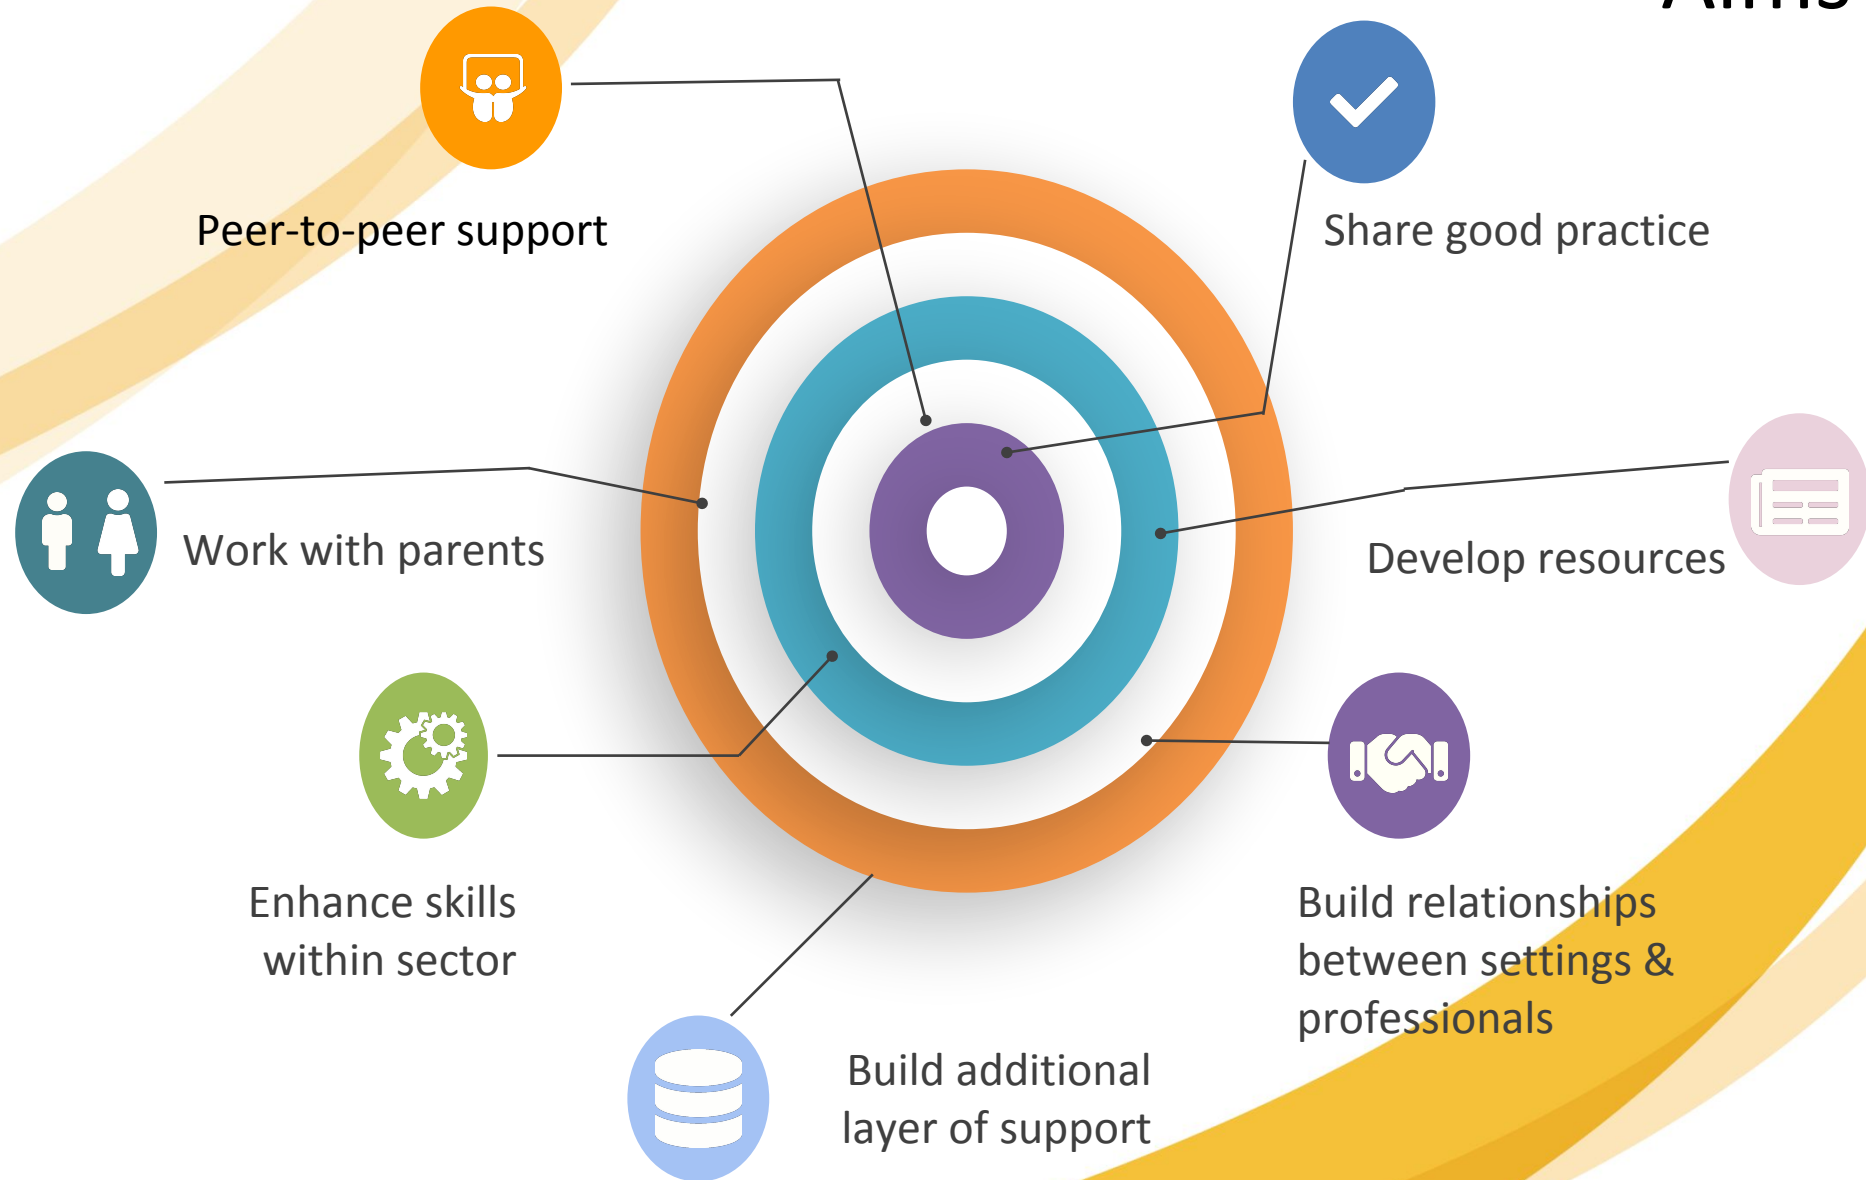 Aims
Peer-to-peer support
Share good practice
Work with parents
Develop resources
Enhance skills
within sector
Build relationships
between settings &
professionals
Build additional
layer of support